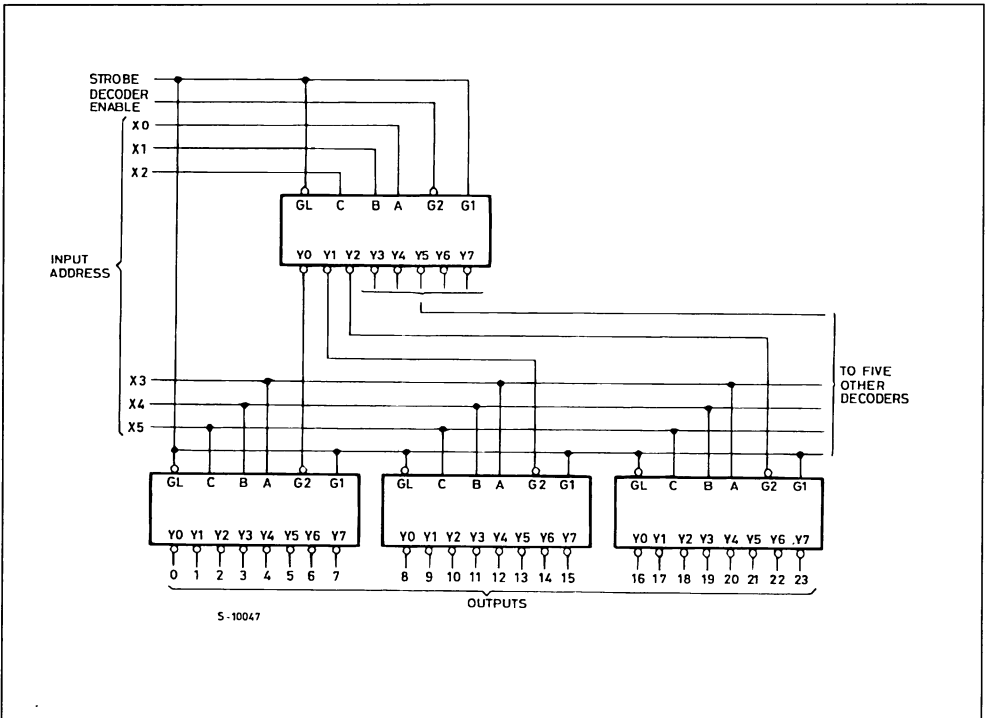 STROBE
DECODER
ENABLE
X0
X1
X2
GL C B A G2 G1
Y0 Y1 Y2 Y3 Y4 Y5 Y6 Y7
INPUT
ADDRESS
TO FIVE
OTHER
DECODERS
X3
X4
X5
GL C B A G2 G1 GL C B A G2 G1 GL C B A G2 G1
Y0 Y1 Y2 Y3 Y4 Y5 Y6 Y7 Y0 Y1 Y2 Y3 Y4 Y5 Y6 Y7 Y0 Y1 Y2 Y3 Y4 Y5 Y6 .Y7
0 1 2 3 4 5 6 7 8 9 10 11 12 13 14 15 16 17 18 19 20 21 22 23
OUTPUTS
S-10047